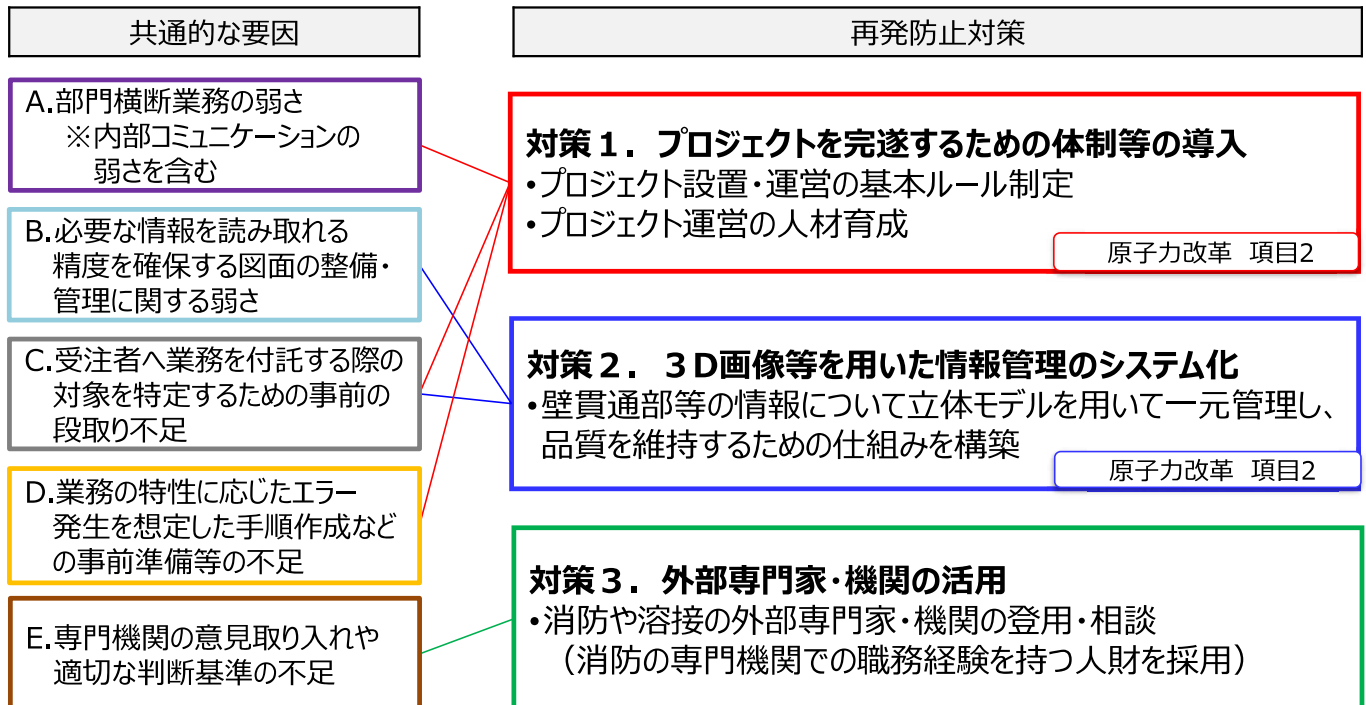 共通的な要因
再発防止対策
A.部門横断業務の弱さ
※内部コミュニケーションの
弱さを含む
B.必要な情報を読み取れる
精度を確保する図面の整備・
管理に関する弱さ
C.受注者へ業務を付託する際の
対象を特定するための事前の
段取り不足
D.業務の特性に応じたエラー
発生を想定した手順作成など
の事前準備等の不足
E.専門機関の意見取り入れや
適切な判断基準の不足
対策１．プロジェクトを完遂するための体制等の導入
•プロジェクト設置・運営の基本ルール制定
•プロジェクト運営の人材育成
原子力改革 項目2
対策２．３D画像等を用いた情報管理のシステム化
•壁貫通部等の情報について立体モデルを用いて一元管理し、
品質を維持するための仕組みを構築
原子力改革 項目2
対策３．外部専門家・機関の活用
•消防や溶接の外部専門家・機関の登用・相談
（消防の専門機関での職務経験を持つ人財を採用）